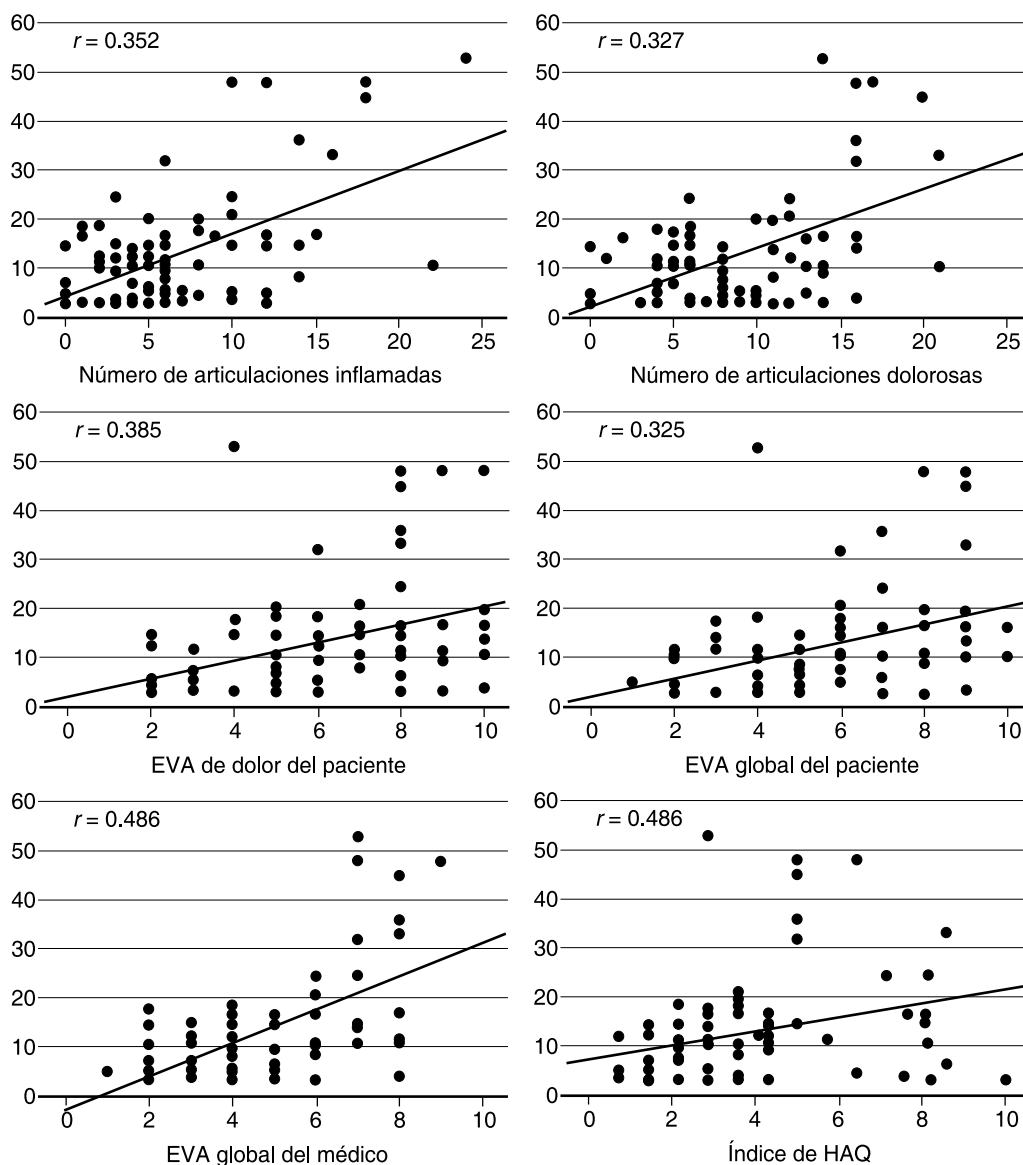 60
50
40
30
20
10
0
r = 0.352
0 5 10 15 20 25
Número de articulaciones inflamadas
60
50
40
30
20
10
0
r = 0.327
0 5 10 15 20 25
Número de articulaciones dolorosas
60
50
40
30
20
10
0
r = 0.385
0 2 4 6 8 10
EVA de dolor del paciente
60
50
40
30
20
10
0
r = 0.325
0 2 4 6 8 10
EVA global del paciente
60
50
40
30
20
10
0
r = 0.486
0 2 4 6 8 10
EVA global del médico
60
50
40
30
20
10
0
r = 0.486
0 2 4 6 8 10
Índice de HAQ